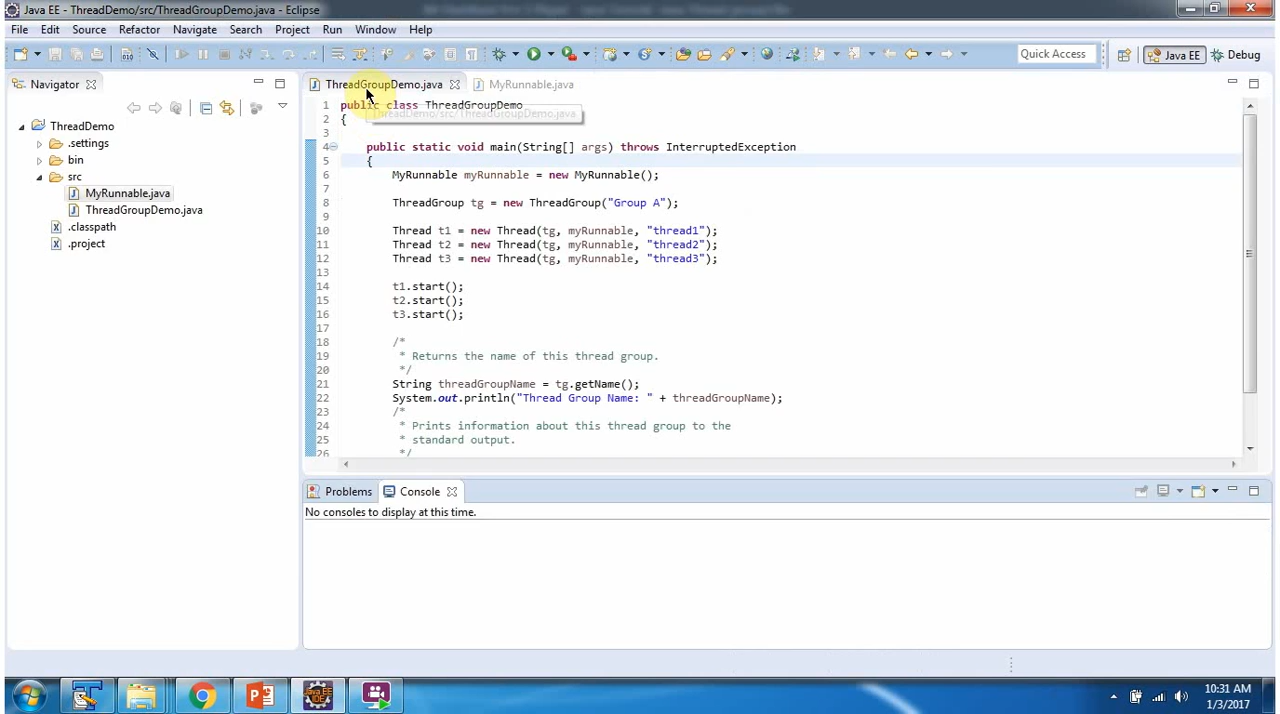 Java EE - ThreadDemo/src/ThreadGroupDemo.java - Eclipse
File Edit Source Refactor Navigate Search Project Run Window Help
Quick Access
Java EE
Debug
Navigator
ThreadDemo
.settings
bin
src
MyRunnable.java
ThreadGroupDemo.java
.classpath
.project
ThreadGroupDemo.java
MyRunnable.java
ThreadDemo/src/ThreadGroupDemo.java
1 public class ThreadGroupDemo
2 {
3
4 public static void main(String[] args) throws InterruptedException
5 {
6 MyRunnable myRunnable = new MyRunnable();
7
8 ThreadGroup tg = new ThreadGroup("Group A");
9
10 Thread t1 = new Thread(tg, myRunnable, "thread1");
11 Thread t2 = new Thread(tg, myRunnable, "thread2");
12 Thread t3 = new Thread(tg, myRunnable, "thread3");
13
14 t1.start();
15 t2.start();
16 t3.start();
17
18 /*
19 * Returns the name of this thread group.
20 */
21 String threadGroupName = tg.getName();
22 System.out.println("Thread Group Name: " + threadGroupName);
23 /*
24 * Prints information about this thread group to the
25 * standard output.
26 */
Problems
Console
No consoles to display at this time.
10:31 AM
1/3/2017